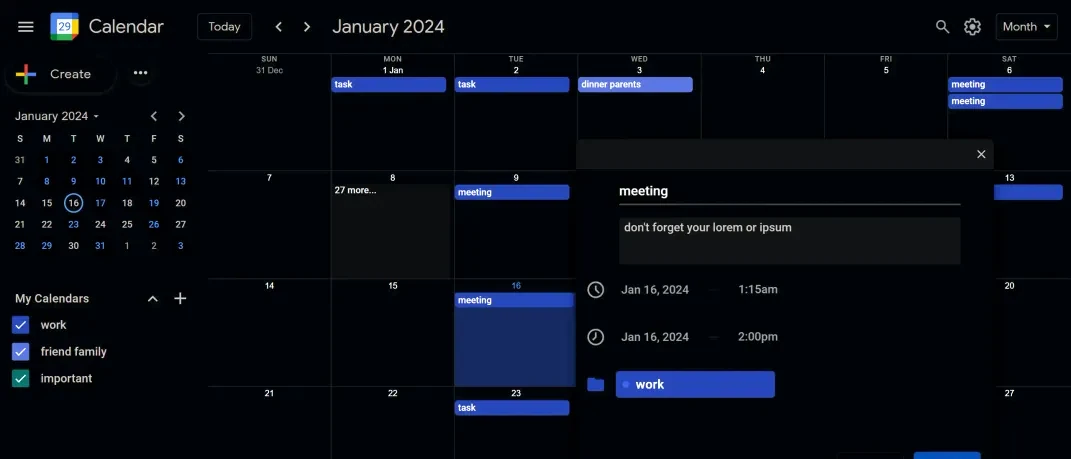 29 Calendar Today January 2024 Month
Create
SUN MON TUE WED THU FRI SAT
31 Dec 1 Jan 2 3 4 5 6
task task dinner parents meeting
meeting
January 2024
S M T W T F S
31 1 2 3 4 5 6
7 8 9 10 11 12 13
14 15 16 17 18 19 20
21 22 23 24 25 26 27
28 29 30 31 1 2 3
My Calendars
work
friend family
important
7 8 9 13
27 more... meeting
14 15 16 20
meeting
21 22 23 27
task
meeting
don't forget your lorem or ipsum
Jan 16, 2024 1:15am
Jan 16, 2024 2:00pm
work